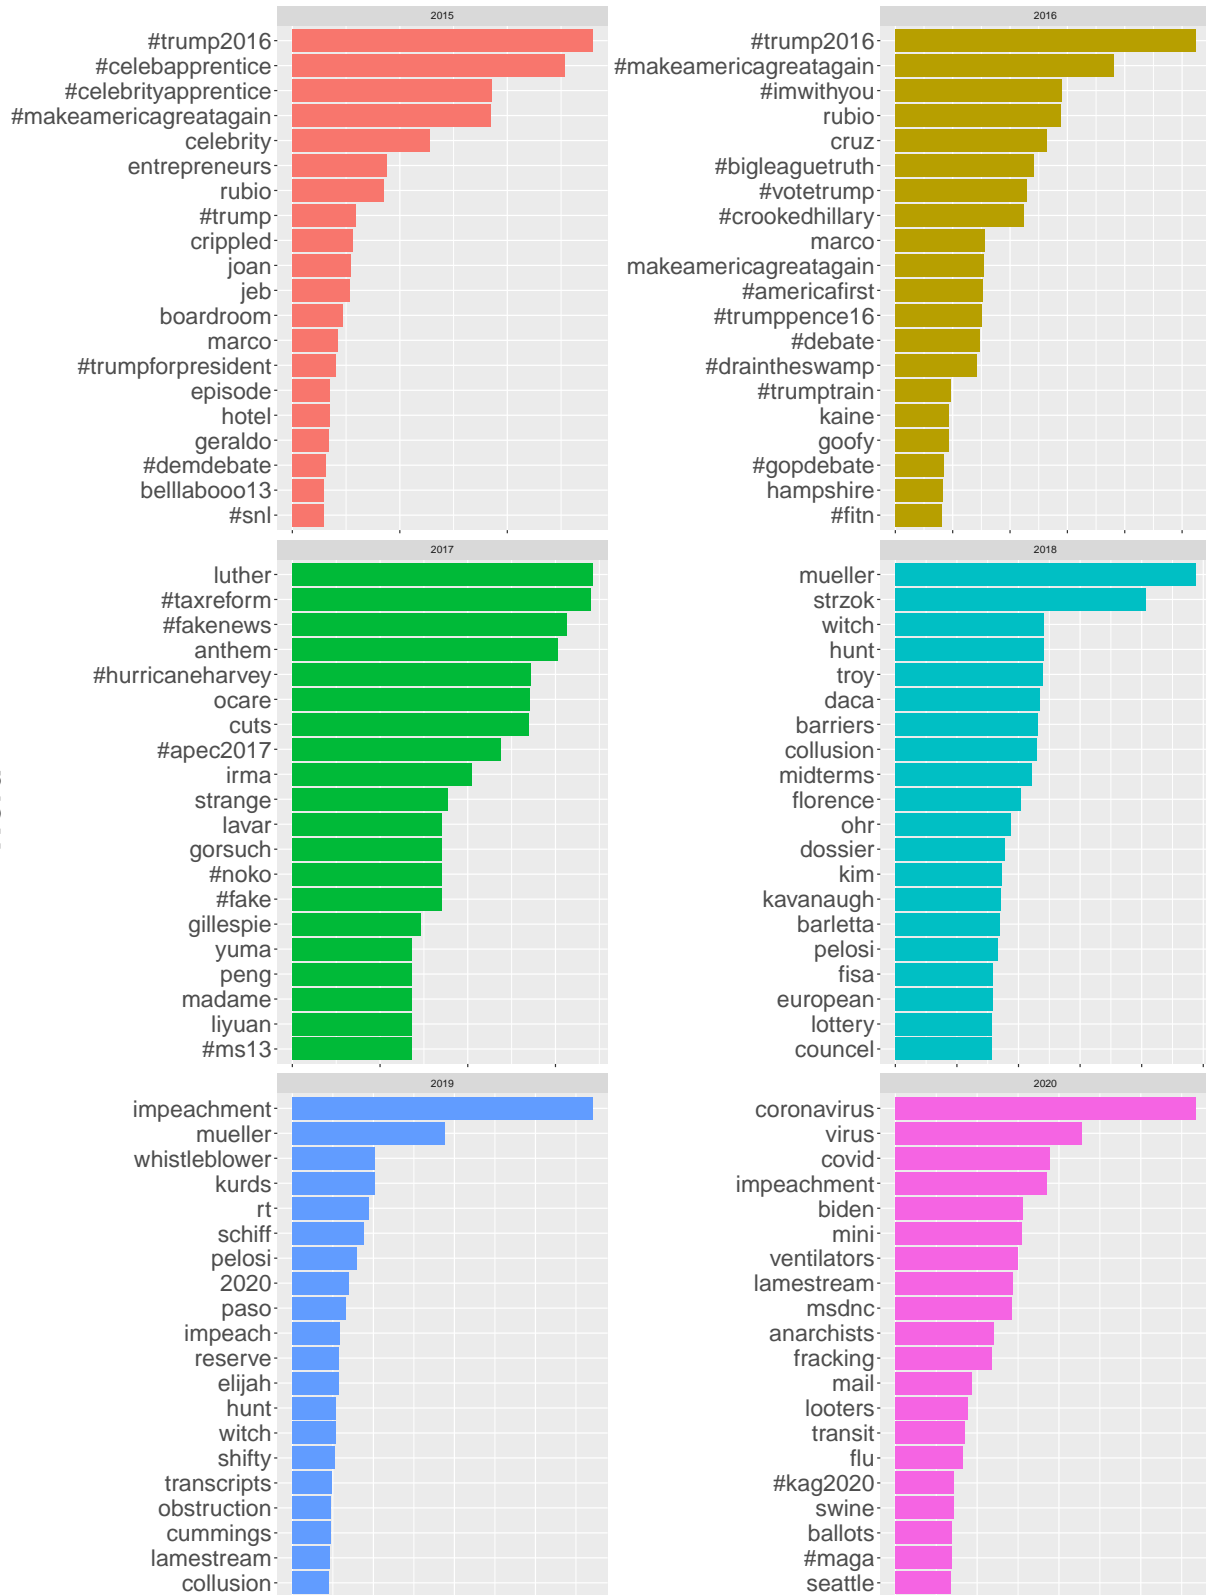 2015
#trump2016
#celebapprentice
#celebrityapprentice
#makeamericagreatagain
celebrity
entrepreneurs
rubio
#trump
crippled
joan
jeb
boardroom
marco
#trumpforpresident
episode
hotel
geraldo
#demdebate
belllabooo13
#snl
2016
#trump2016
#makeamericagreatagain
#imwithyou
rubio
cruz
#bigleaguetruth
#votetrump
#crookedhillary
marco
makeamericagreatagain
#americafirst
#trumppence16
#debate
#draintheswamp
#trumptrain
kaine
goofy
#gopdebate
hampshire
#fitn
2017
luther
#taxreform
#fakenews
anthem
#hurricaneharvey
ocare
cuts
#apec2017
irma
strange
lavar
gorsuch
#noko
#fake
gillespie
yuma
peng
madame
liyuan
#ms13
2018
mueller
strzok
witch
hunt
troy
daca
barriers
collusion
midterms
florence
ohr
dossier
kim
kavanaugh
barletta
pelosi
fisa
european
lottery
councel
2019
impeachment
mueller
whistleblower
kurds
rt
schiff
pelosi
2020
paso
impeach
reserve
elijah
hunt
witch
shifty
transcripts
obstruction
cummings
lamestream
collusion
2020
coronavirus
virus
covid
impeachment
biden
mini
ventilators
lamestream
msdnc
anarchists
fracking
mail
looters
transit
flu
#kag2020
swine
ballots
#maga
seattle